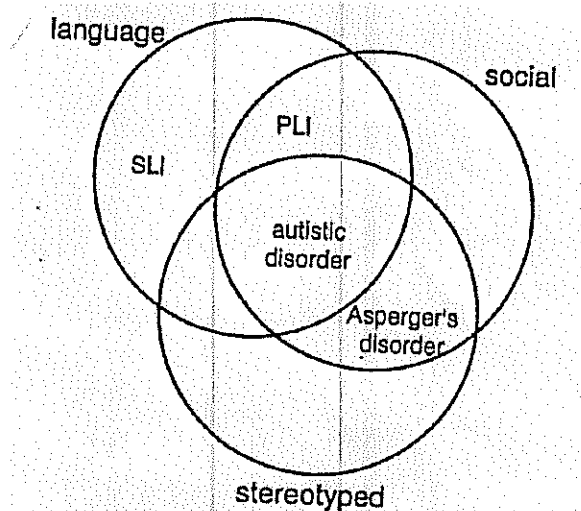 language
social
PLI
SLI
autistic
disorder
Asperger's
disorder
stereotyped